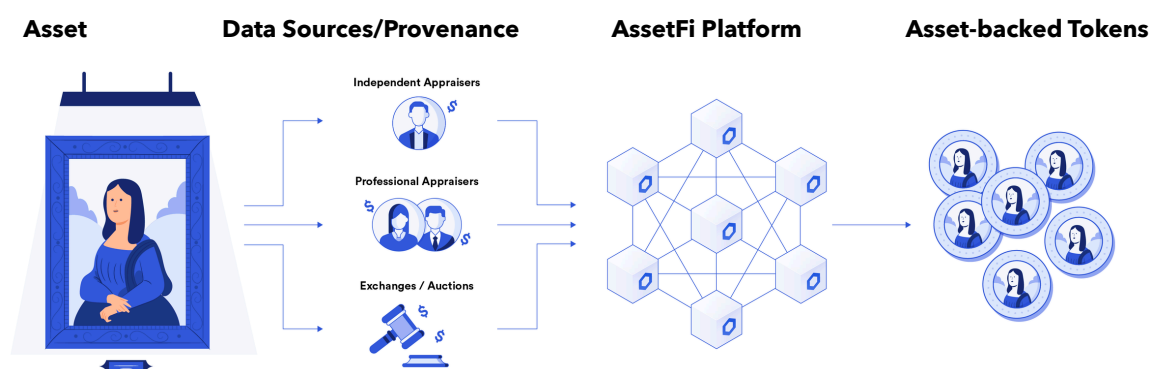 Asset
Data Sources/Provenance
AssetFi Platform
Asset-backed Tokens
Independent Appraisers
$
Professional Appraisers
$
$
Exchanges / Auctions
$
$